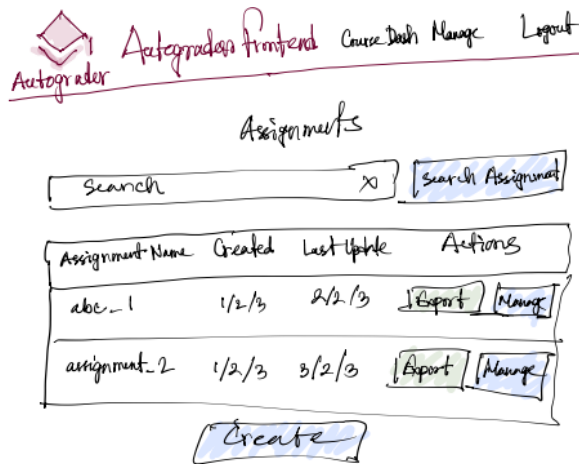 Autograder Autograder Frontend Course Dash Manage Logout
Assignments
Search X Search Assignment
Assignment Name Created Last Update Actions
abc_1 1/2/3 2/2/3 Export Manage
assignment_2 1/2/3 3/2/3 Export Manage
Create